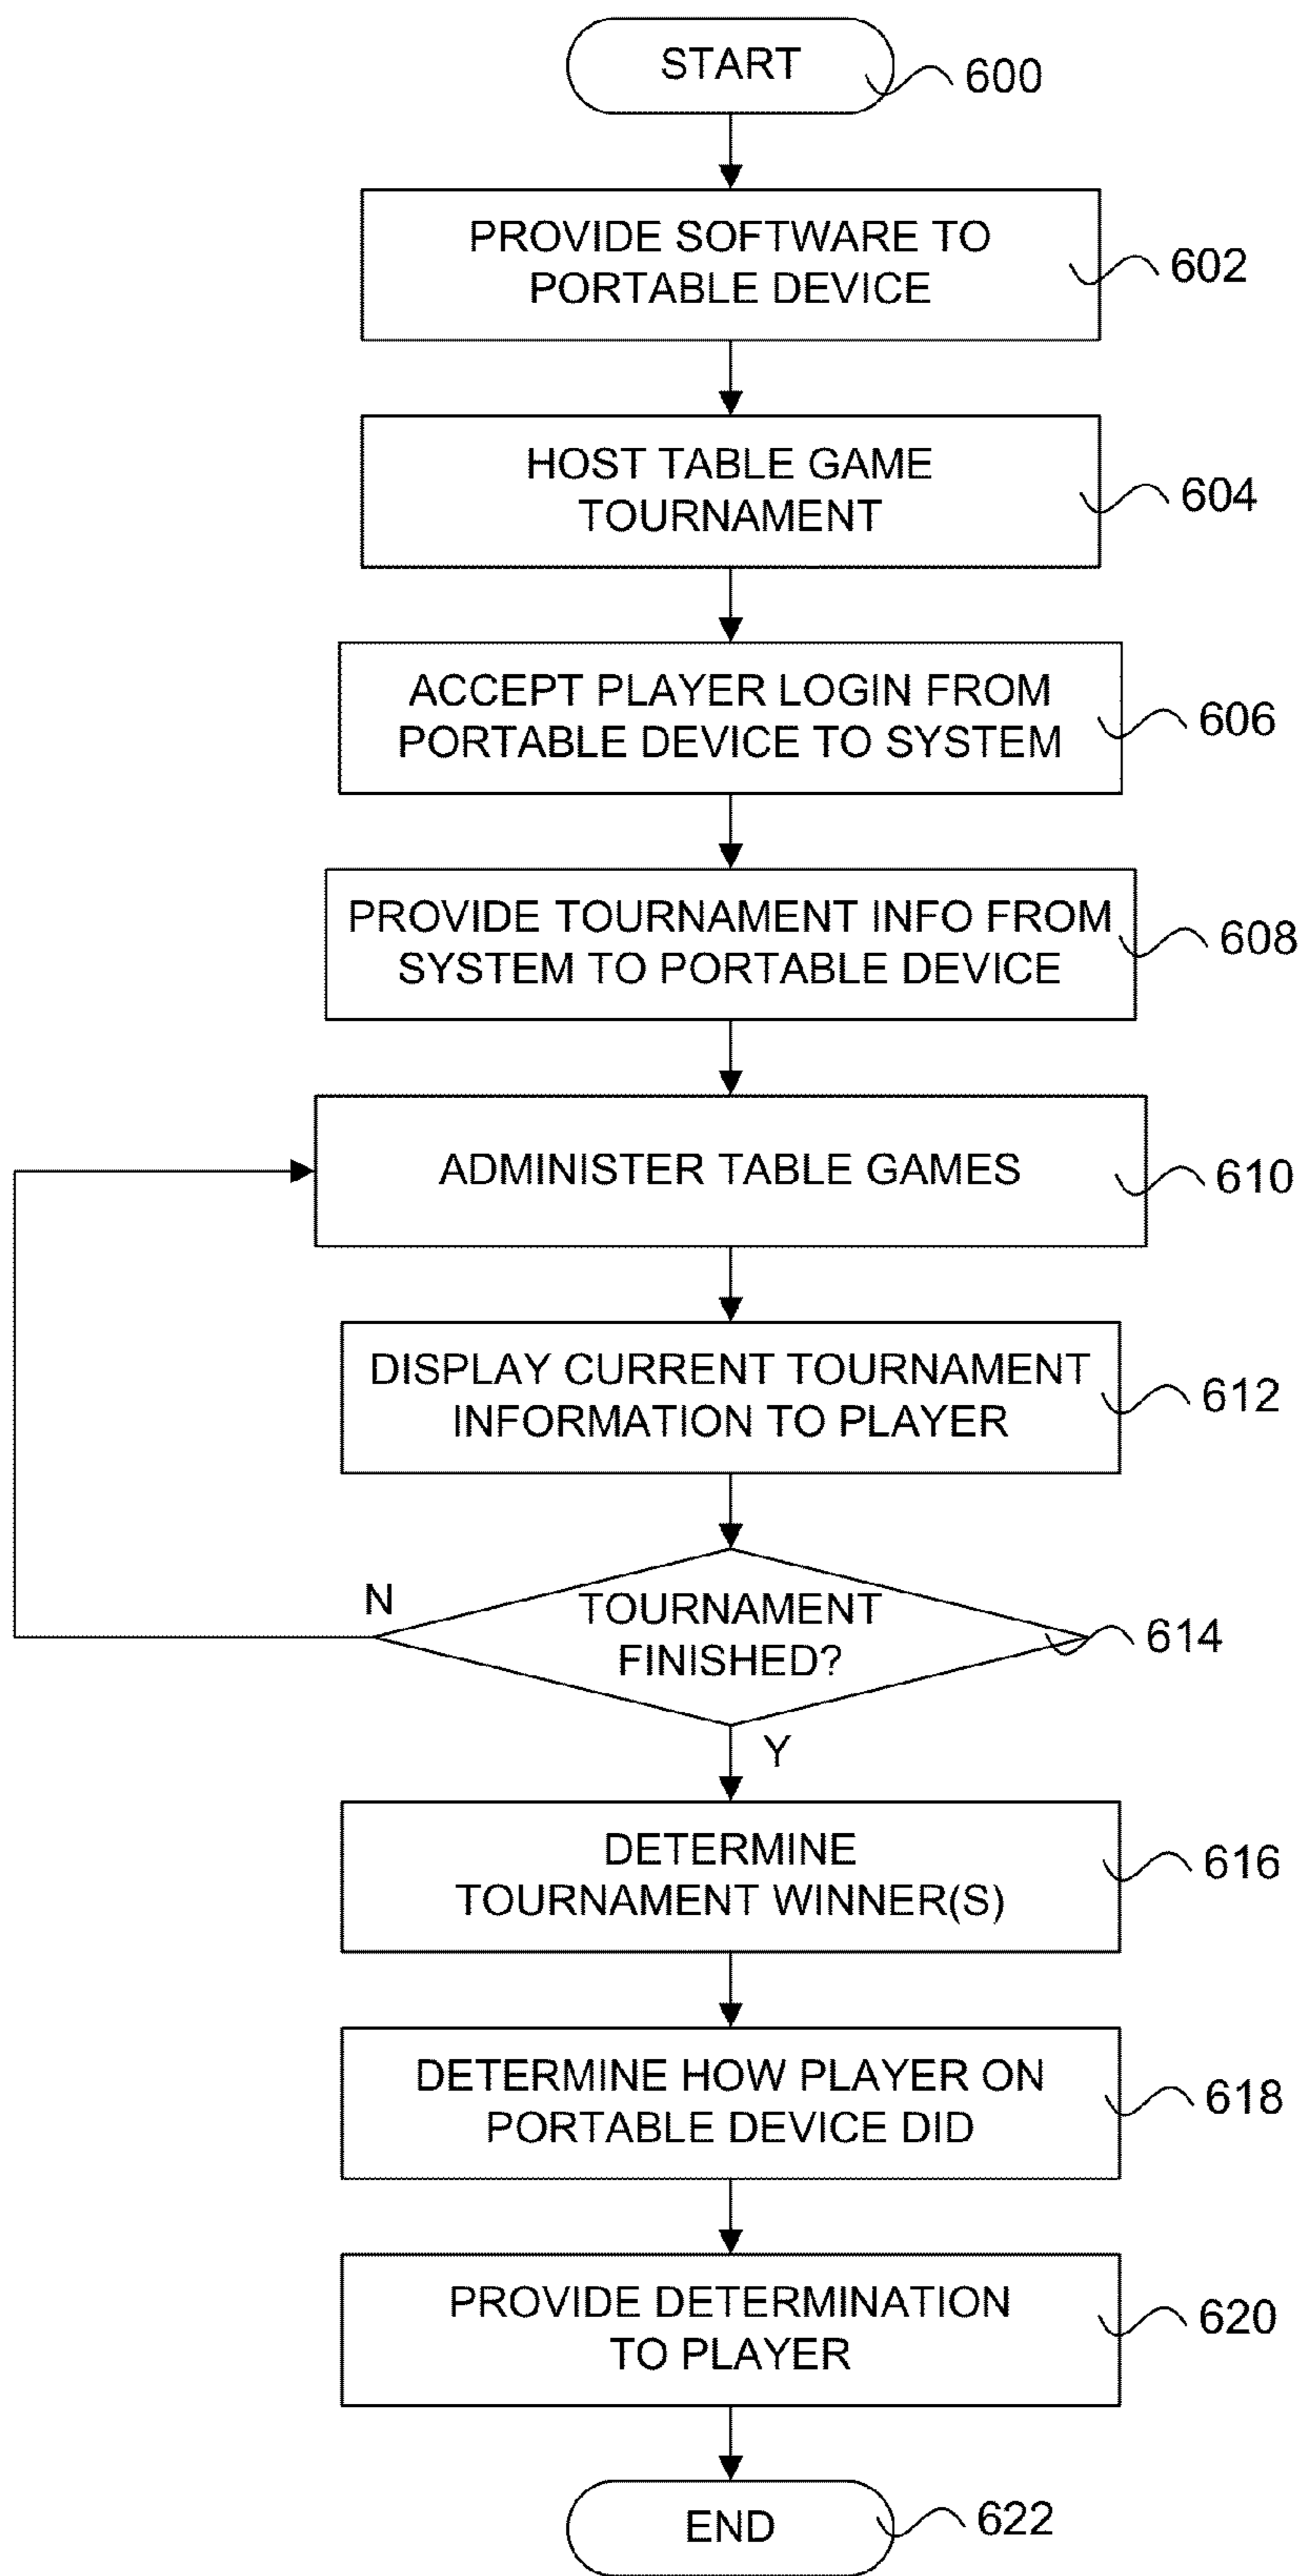 START
600
PROVIDE SOFTWARE TO
PORTABLE DEVICE
602
HOST TABLE GAME
TOURNAMENT
604
ACCEPT PLAYER LOGIN FROM
PORTABLE DEVICE TO SYSTEM
606
PROVIDE TOURNAMENT INFO FROM
SYSTEM TO PORTABLE DEVICE
608
ADMINISTER TABLE GAMES
610
DISPLAY CURRENT TOURNAMENT
INFORMATION TO PLAYER
612
N
TOURNAMENT
FINISHED?
614
Y
DETERMINE
TOURNAMENT WINNER(S)
616
DETERMINE HOW PLAYER ON
PORTABLE DEVICE DID
618
PROVIDE DETERMINATION
TO PLAYER
620
END
622